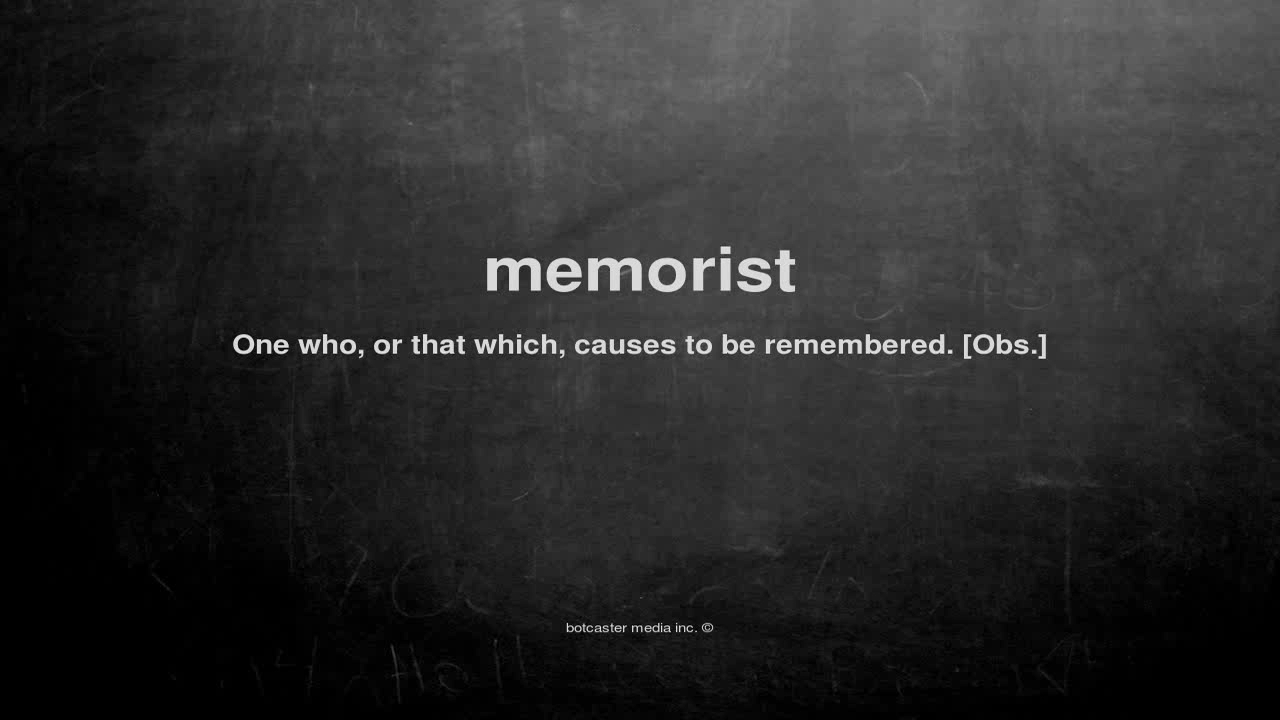 memorist
One who, or that which, causes to be remembered. [Obs.]
botcaster media inc. ©